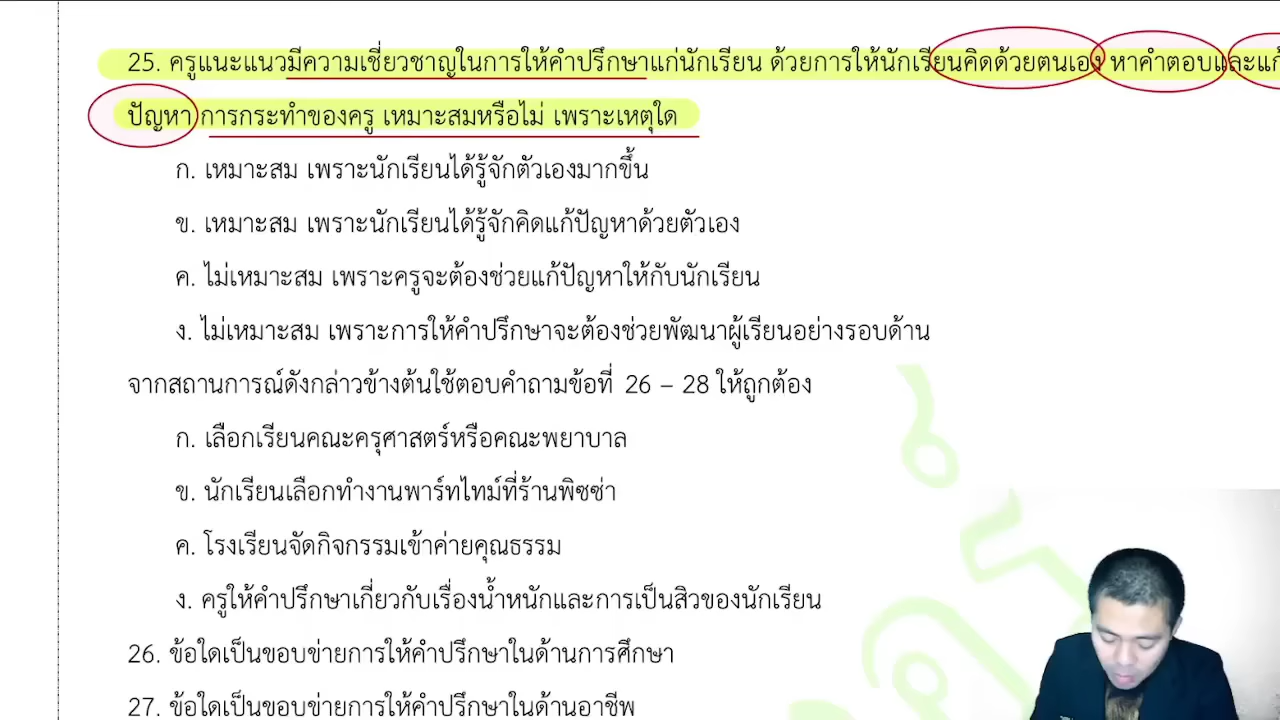 25. ครูแนะแนวมีความเชี่ยวชาญในการให้คำปรึกษาแก่นักเรียน ด้วยการให้นักเรียนคิดด้วยตนเอง หาคำตอบและแก้
ปัญหา การกระทำของครู เหมาะสมหรือไม่ เพราะเหตุใด
ก. เหมาะสม เพราะนักเรียนได้รู้จักตัวเองมากขึ้น
ข. เหมาะสม เพราะนักเรียนได้รู้จักคิดแก้ปัญหาด้วยตัวเอง
ค. ไม่เหมาะสม เพราะครูจะต้องช่วยแก้ปัญหาให้กับนักเรียน
ง. ไม่เหมาะสม เพราะการให้คำปรึกษาจะต้องช่วยพัฒนาผู้เรียนอย่างรอบด้าน
จากสถานการณ์ดังกล่าวข้างต้นใช้ตอบคำถามข้อที่ 26 – 28 ให้ถูกต้อง
ก. เลือกเรียนคณะครุศาสตร์หรือคณะพยาบาล
ข. นักเรียนเลือกทำงานพาร์ทไทม์ที่ร้านพิซซ่า
ค. โรงเรียนจัดกิจกรรมเข้าค่ายคุณธรรม
ง. ครูให้คำปรึกษาเกี่ยวกับเรื่องน้ำหนักและการเป็นสิวของนักเรียน
26. ข้อใดเป็นขอบข่ายการให้คำปรึกษาในด้านการศึกษา
27. ข้อใดเป็นขอบข่ายการให้คำปรึกษาในด้านอาชีพ